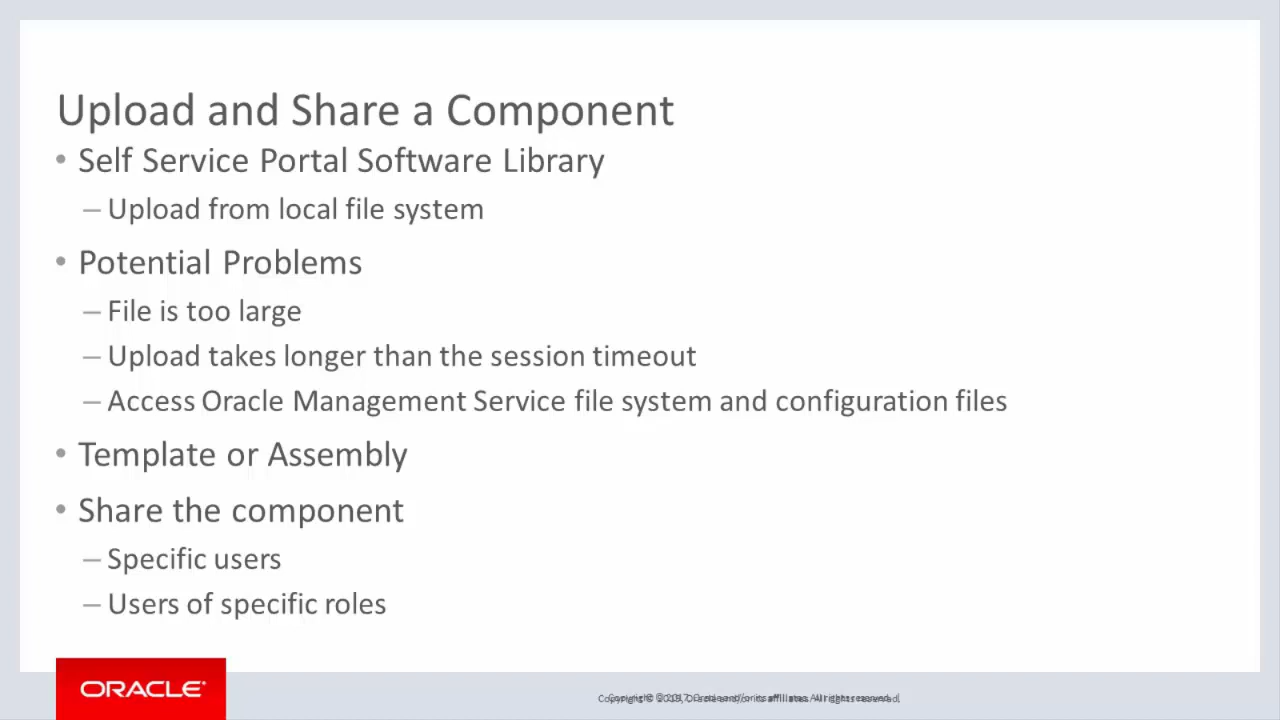 Upload and Share a Component
• Self Service Portal Software Library
– Upload from local file system
• Potential Problems
– File is too large
– Upload takes longer than the session timeout
– Access Oracle Management Service file system and configuration files
• Template or Assembly
• Share the component
– Specific users
– Users of specific roles
ORACLE